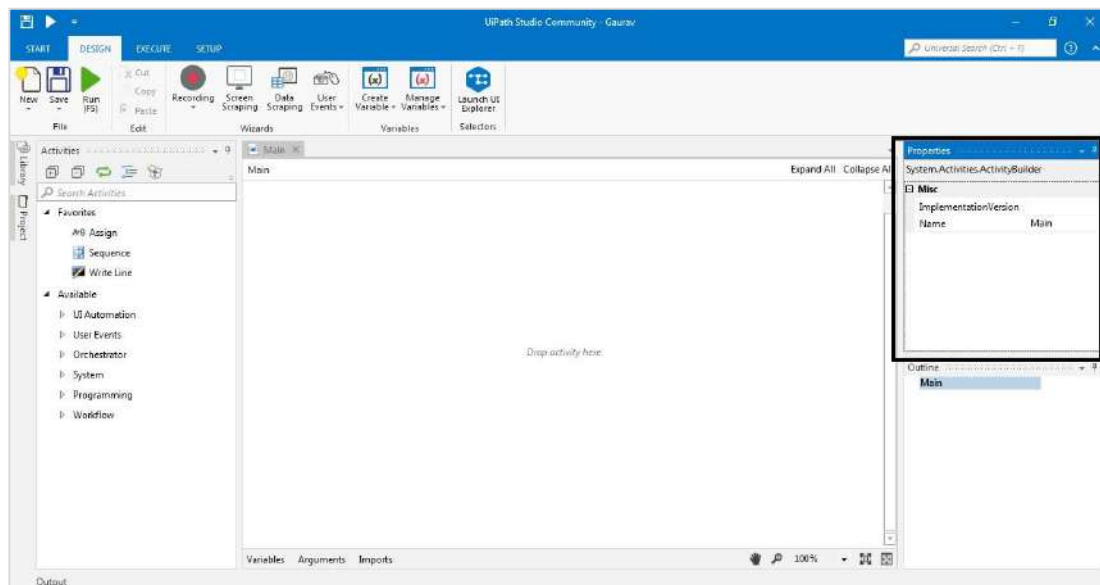 UiPath Studio Community - Gaurav
START DESIGN EXECUTE SETUP
Universal Search (Ctrl + F)
New Save Run (F5)
Cut
Copy
Paste
Recording
Screen Scraping
Data Scraping
User Events
Create Variable
Manage Variables
Launch UI Explorer
File Edit Wizards Variables Selectors
Library
Project
Activities
Search Activities
Favorites
A*B Assign
Sequence
Write Line
Available
UI Automation
User Events
Orchestrator
System
Programming
Workflow
Main
Main Expand All Collapse All
Drop activity here
Variables Arguments Imports 100%
Properties
System.Activities.ActivityBuilder
Misc
ImplementationVersion
Name Main
Outline
Main
Output